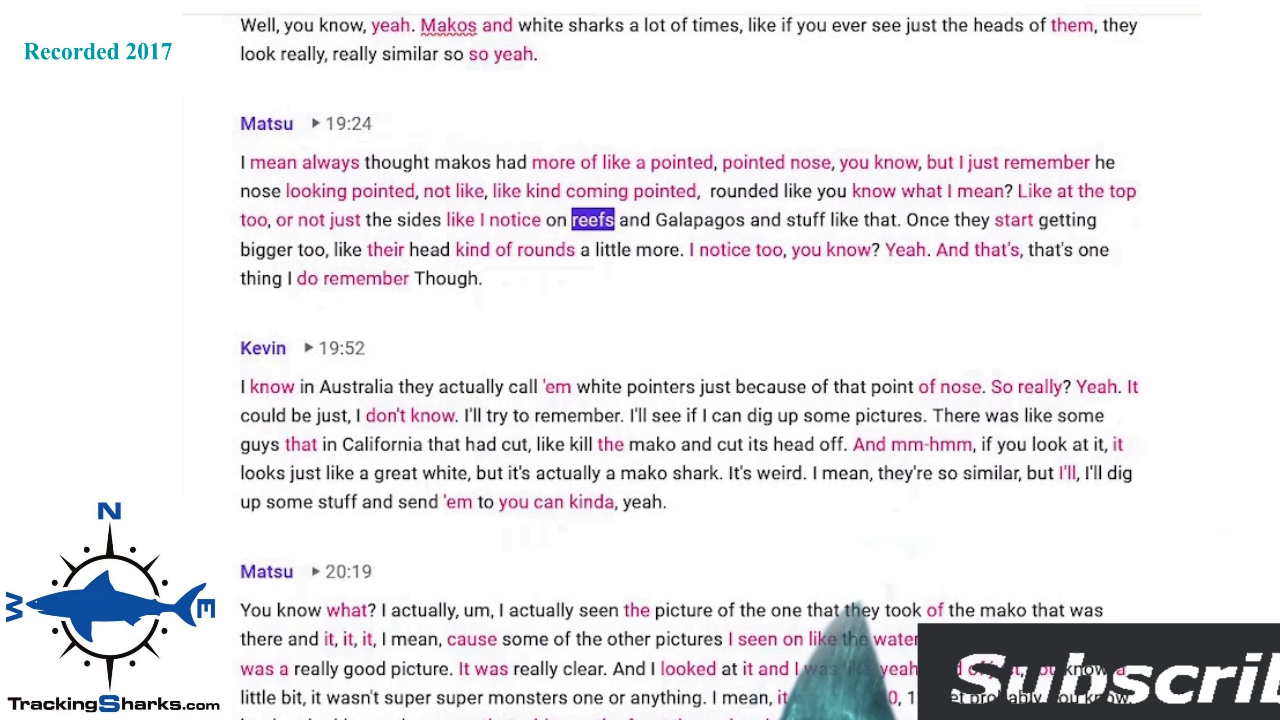 Well, you know, yeah. Makos and white sharks a lot of times, like if you ever see just the heads of them, they
Recorded 2017
look really, really similar so so yeah.
Matsu 19:24
I mean always thought makos had more of like a pointed, pointed nose, you know, but I just remember he
nose looking pointed, not like, like kind coming pointed, rounded like you know what I mean? Like at the top
too, or not just the sides like I notice on reefs and Galapagos and stuff like that. Once they start getting
bigger too, like their head kind of rounds a little more. I notice too, you know? Yeah. And that's, that's one
thing I do remember Though.
Kevin 19:52
I know in Australia they actually call 'em white pointers just because of that point of nose. So really? Yeah. It
could be just, I don't know. I'll try to remember. I'll see if I can dig up some pictures. There was like some
guys that in California that had cut, like kill the mako and cut its head off. And mm-hmm, if you look at it, it
looks just like a great white, but it's actually a mako shark. It's weird. I mean, they're so similar, but I'll, I'll dig
up some stuff and send 'em to you can kinda, yeah.
N
W
E
TrackingSharks.com
Matsu 20:19
You know what? I actually, um, I actually seen the picture of the one that they took of the mako that was
there and it, it, it, I mean, cause some of the other pictures I seen on like the water
was a really good picture. It was really clear. And I looked at it and I was like yeah
little bit, it wasn't super super monsters one or anything. I mean, it probably you know.
Subscrib